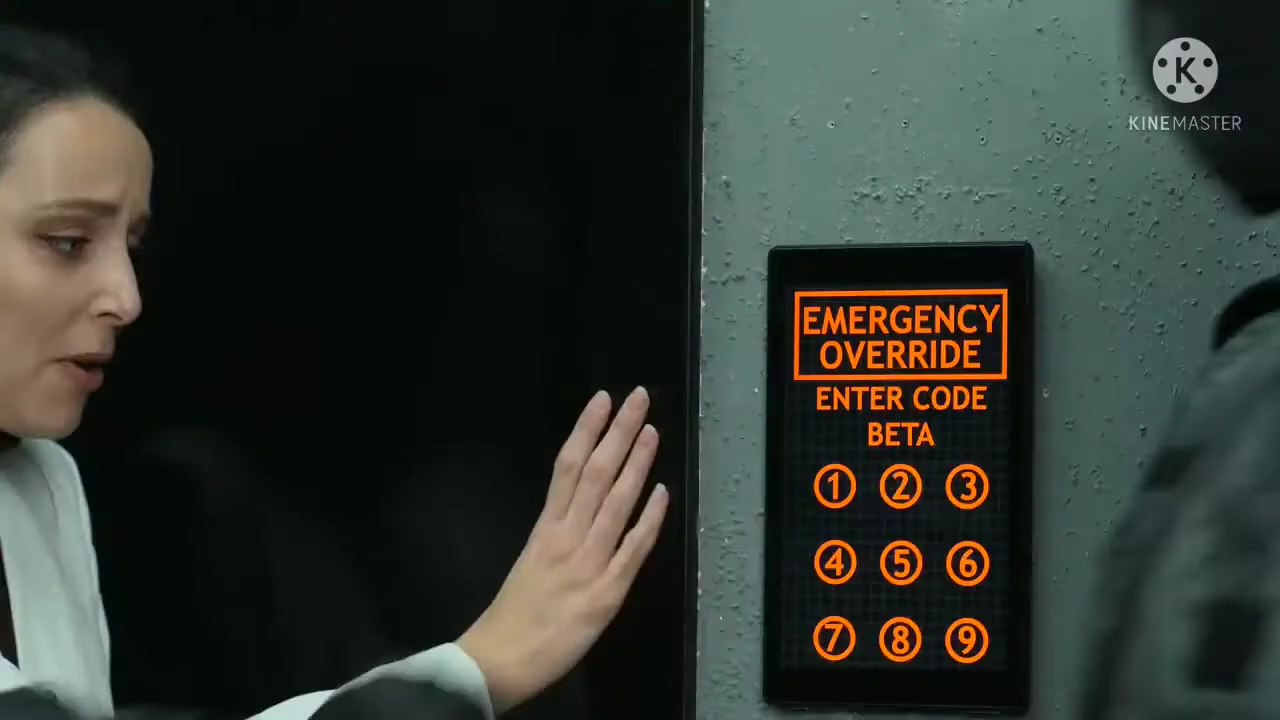 K
KINEMASTER
EMERGENCY
OVERRIDE
ENTER CODE
BETA
1 2 3
4 5 6
7 8 9